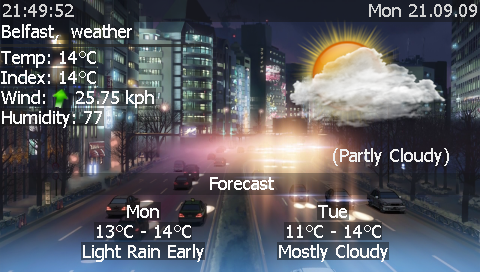 21:49:52 Mon 21.09.09
Belfast, weather
Temp: 14°C
Index: 14°C
Wind: 25.75 kph
Humidity: 77
(Partly Cloudy)
Forecast
Mon Tue
13°C - 14°C 11°C - 14°C
Light Rain Early Mostly Cloudy